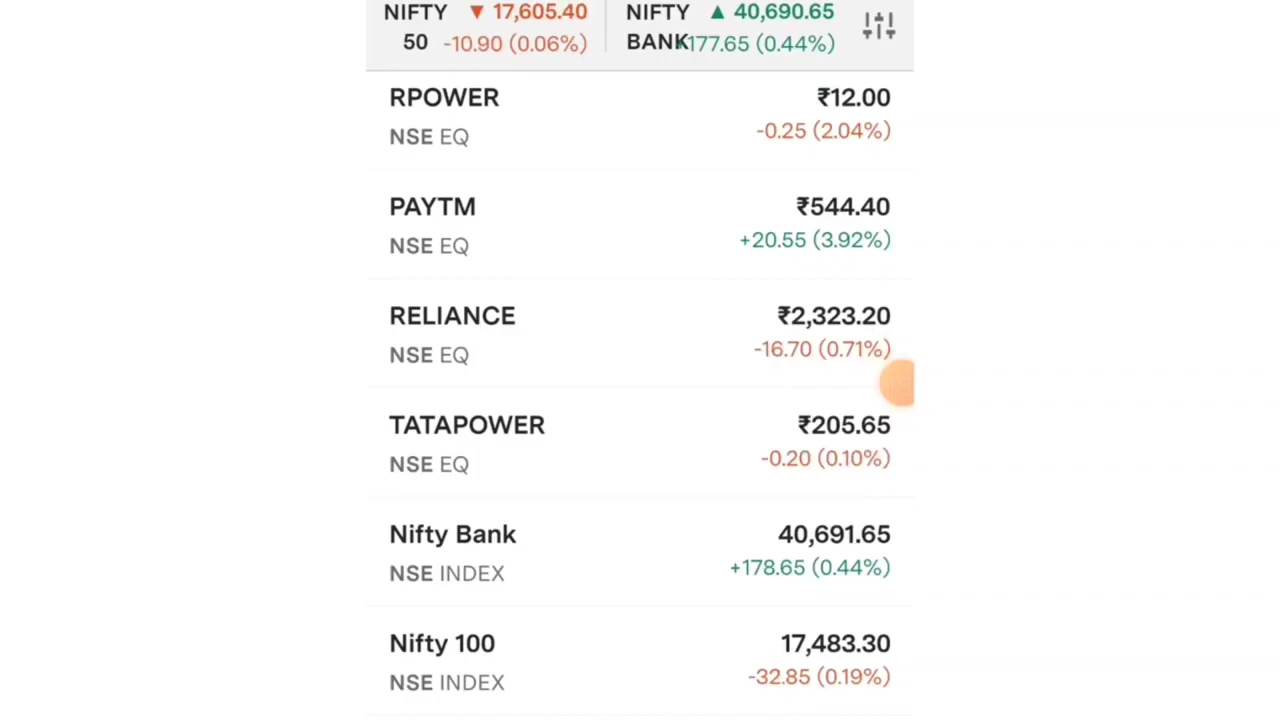 NIFTY ▼ 17,605.40 NIFTY ▲ 40,690.65
50 -10.90 (0.06%) BANK +177.65 (0.44%)
RPOWER ₹12.00
NSE EQ -0.25 (2.04%)
PAYTM ₹544.40
NSE EQ +20.55 (3.92%)
RELIANCE ₹2,323.20
NSE EQ -16.70 (0.71%)
TATAPOWER ₹205.65
NSE EQ -0.20 (0.10%)
Nifty Bank 40,691.65
NSE INDEX +178.65 (0.44%)
Nifty 100 17,483.30
NSE INDEX -32.85 (0.19%)